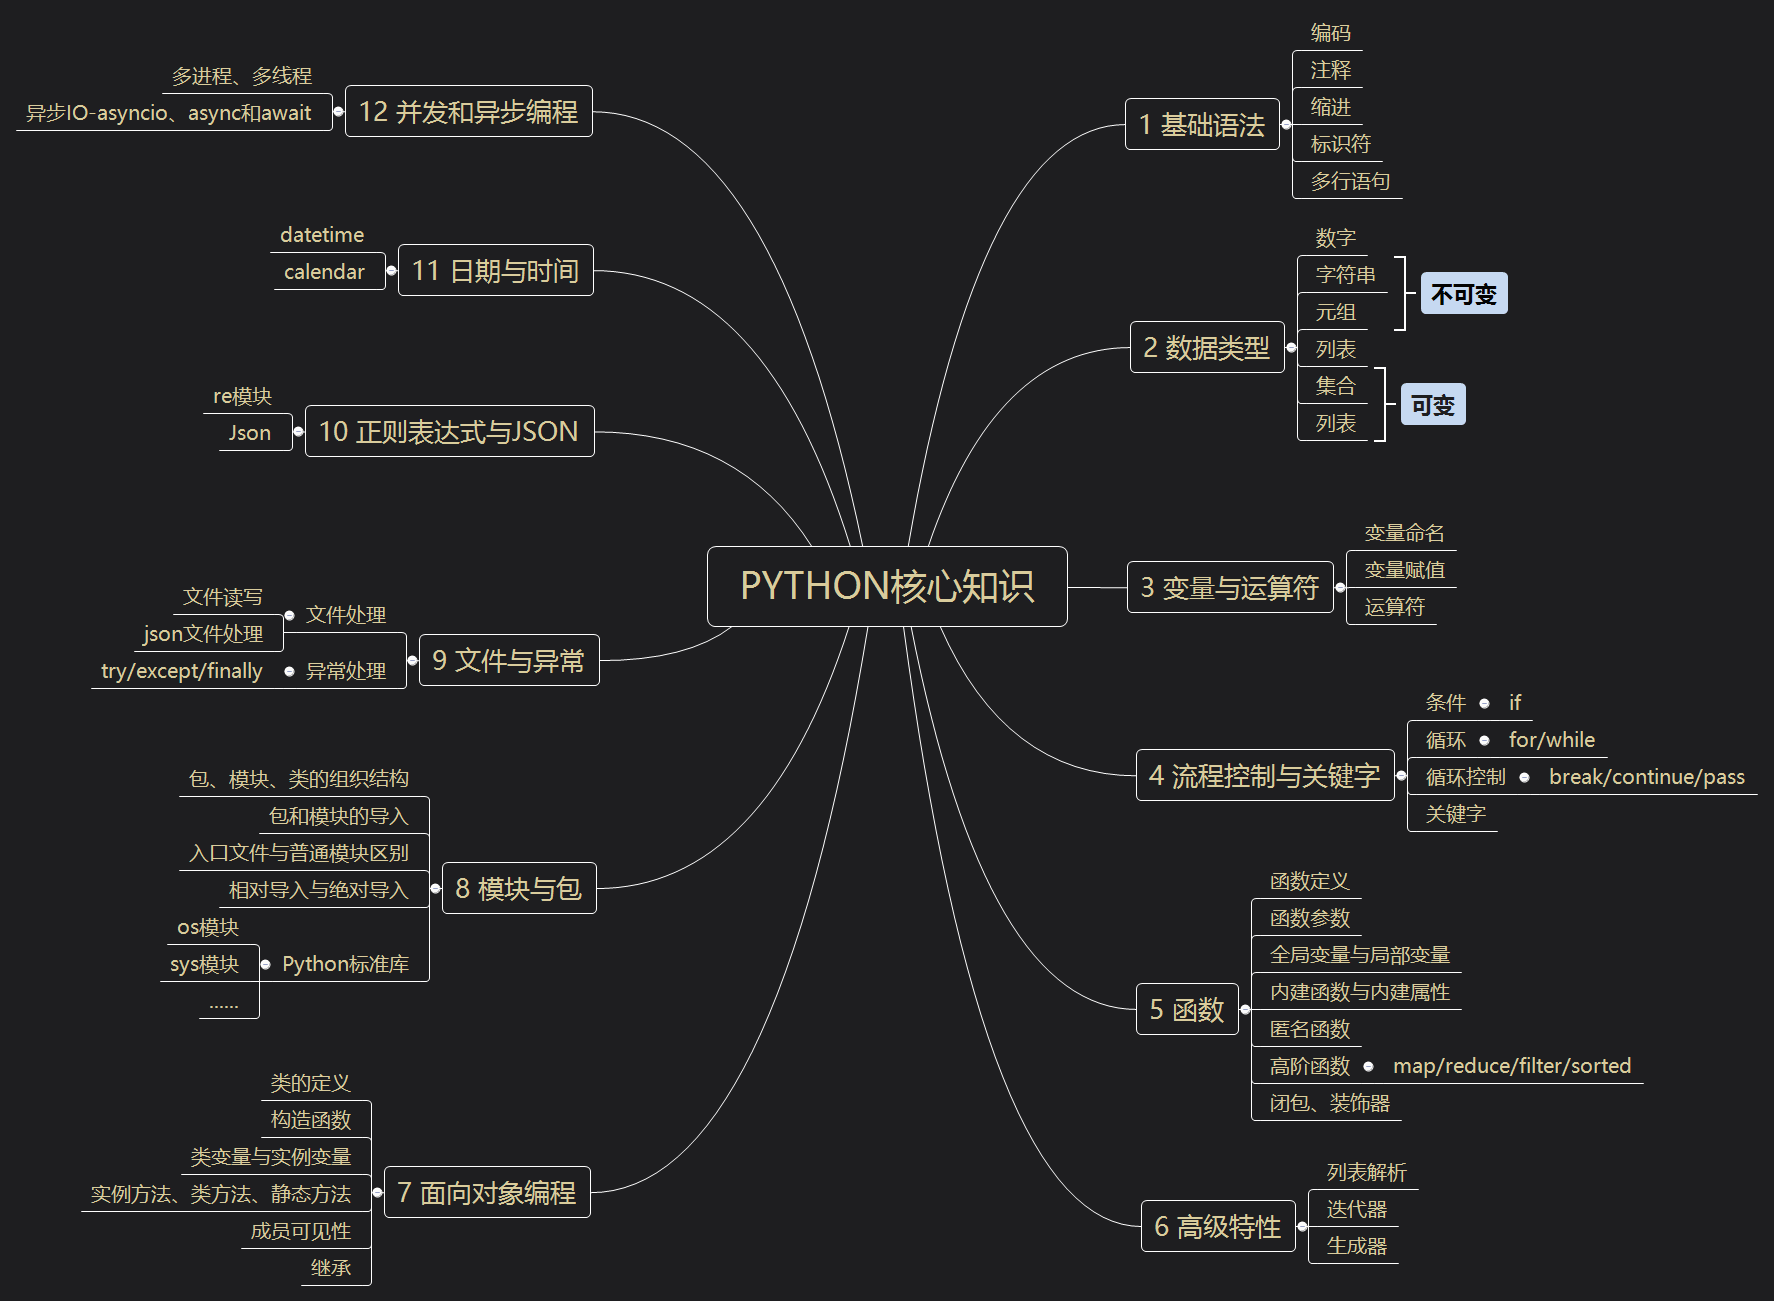 PYTHON核心知识
1 基础语法
编码
注释
缩进
标识符
多行语句
2 数据类型
数字
字符串
元组
列表
集合
列表
不可变
可变
3 变量与运算符
变量命名
变量赋值
运算符
4 流程控制与关键字
条件
if
循环
for/while
循环控制
break/continue/pass
关键字
5 函数
函数定义
函数参数
全局变量与局部变量
内建函数与内建属性
匿名函数
高阶函数
map/reduce/filter/sorted
闭包、装饰器
6 高级特性
列表解析
迭代器
生成器
7 面向对象编程
类的定义
构造函数
类变量与实例变量
实例方法、类方法、静态方法
成员可见性
继承
8 模块与包
包、模块、类的组织结构
包和模块的导入
入口文件与普通模块区别
相对导入与绝对导入
Python标准库
os模块
sys模块
......
9 文件与异常
文件处理
文件读写
json文件处理
异常处理
try/except/finally
10 正则表达式与JSON
re模块
Json
11 日期与时间
datetime
calendar
12 并发和异步编程
多进程、多线程
异步IO-asyncio、async和await